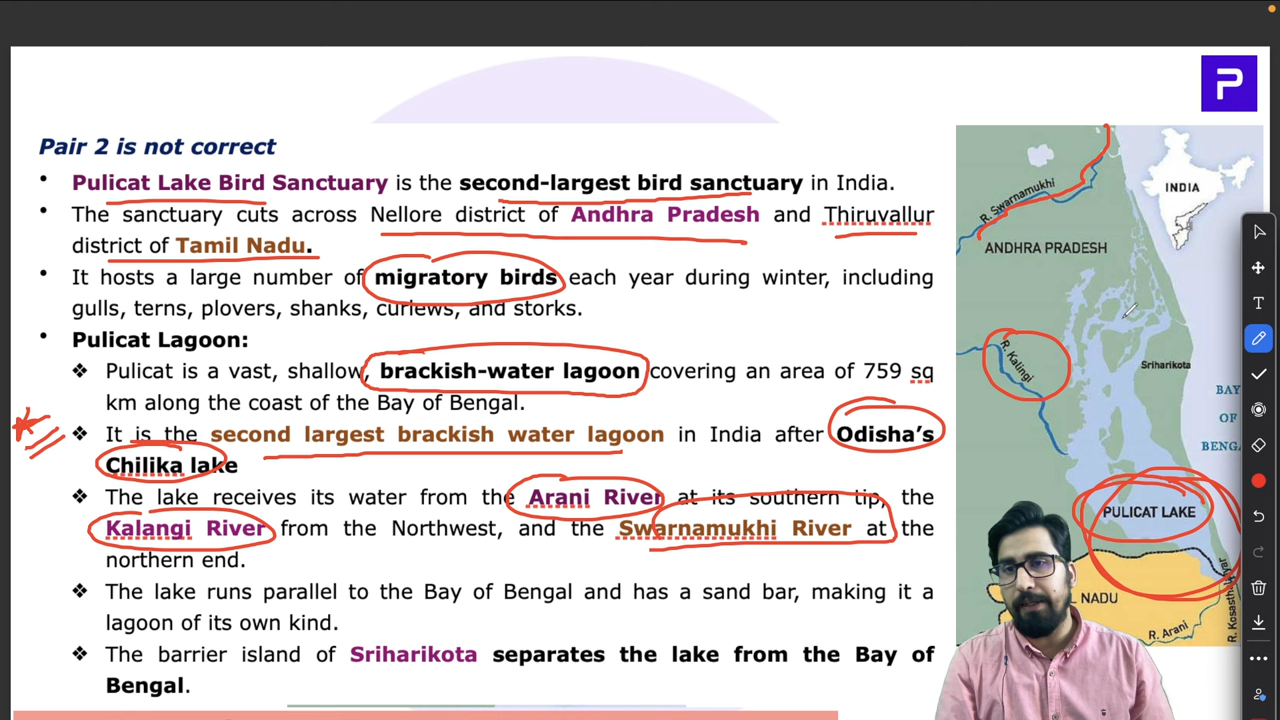 Pair 2 is not correct
• Pulicat Lake Bird Sanctuary is the second-largest bird sanctuary in India.
• The sanctuary cuts across Nellore district of Andhra Pradesh and Thiruvallur
district of Tamil Nadu.
• It hosts a large number of migratory birds each year during winter, including
gulls, terns, plovers, shanks, curlews, and storks.
• Pulicat Lagoon:
❖ Pulicat is a vast, shallow, brackish-water lagoon covering an area of 759 sq
km along the coast of the Bay of Bengal.
❖ It is the second largest brackish water lagoon in India after Odisha's
Chilika lake
❖ The lake receives its water from the Arani River at its southern tip, the
Kalangi River from the Northwest, and the Swarnamukhi River at the
northern end.
❖ The lake runs parallel to the Bay of Bengal and has a sand bar, making it a
lagoon of its own kind.
❖ The barrier island of Sriharikota separates the lake from the Bay of
Bengal.
P
INDIA
R. Swarnamukhi
ANDHRA PRADESH
R. Kalingi
Sriharikota
BAY
OF
BENG
PULICAT LAKE
L NADU
R. Arani
T